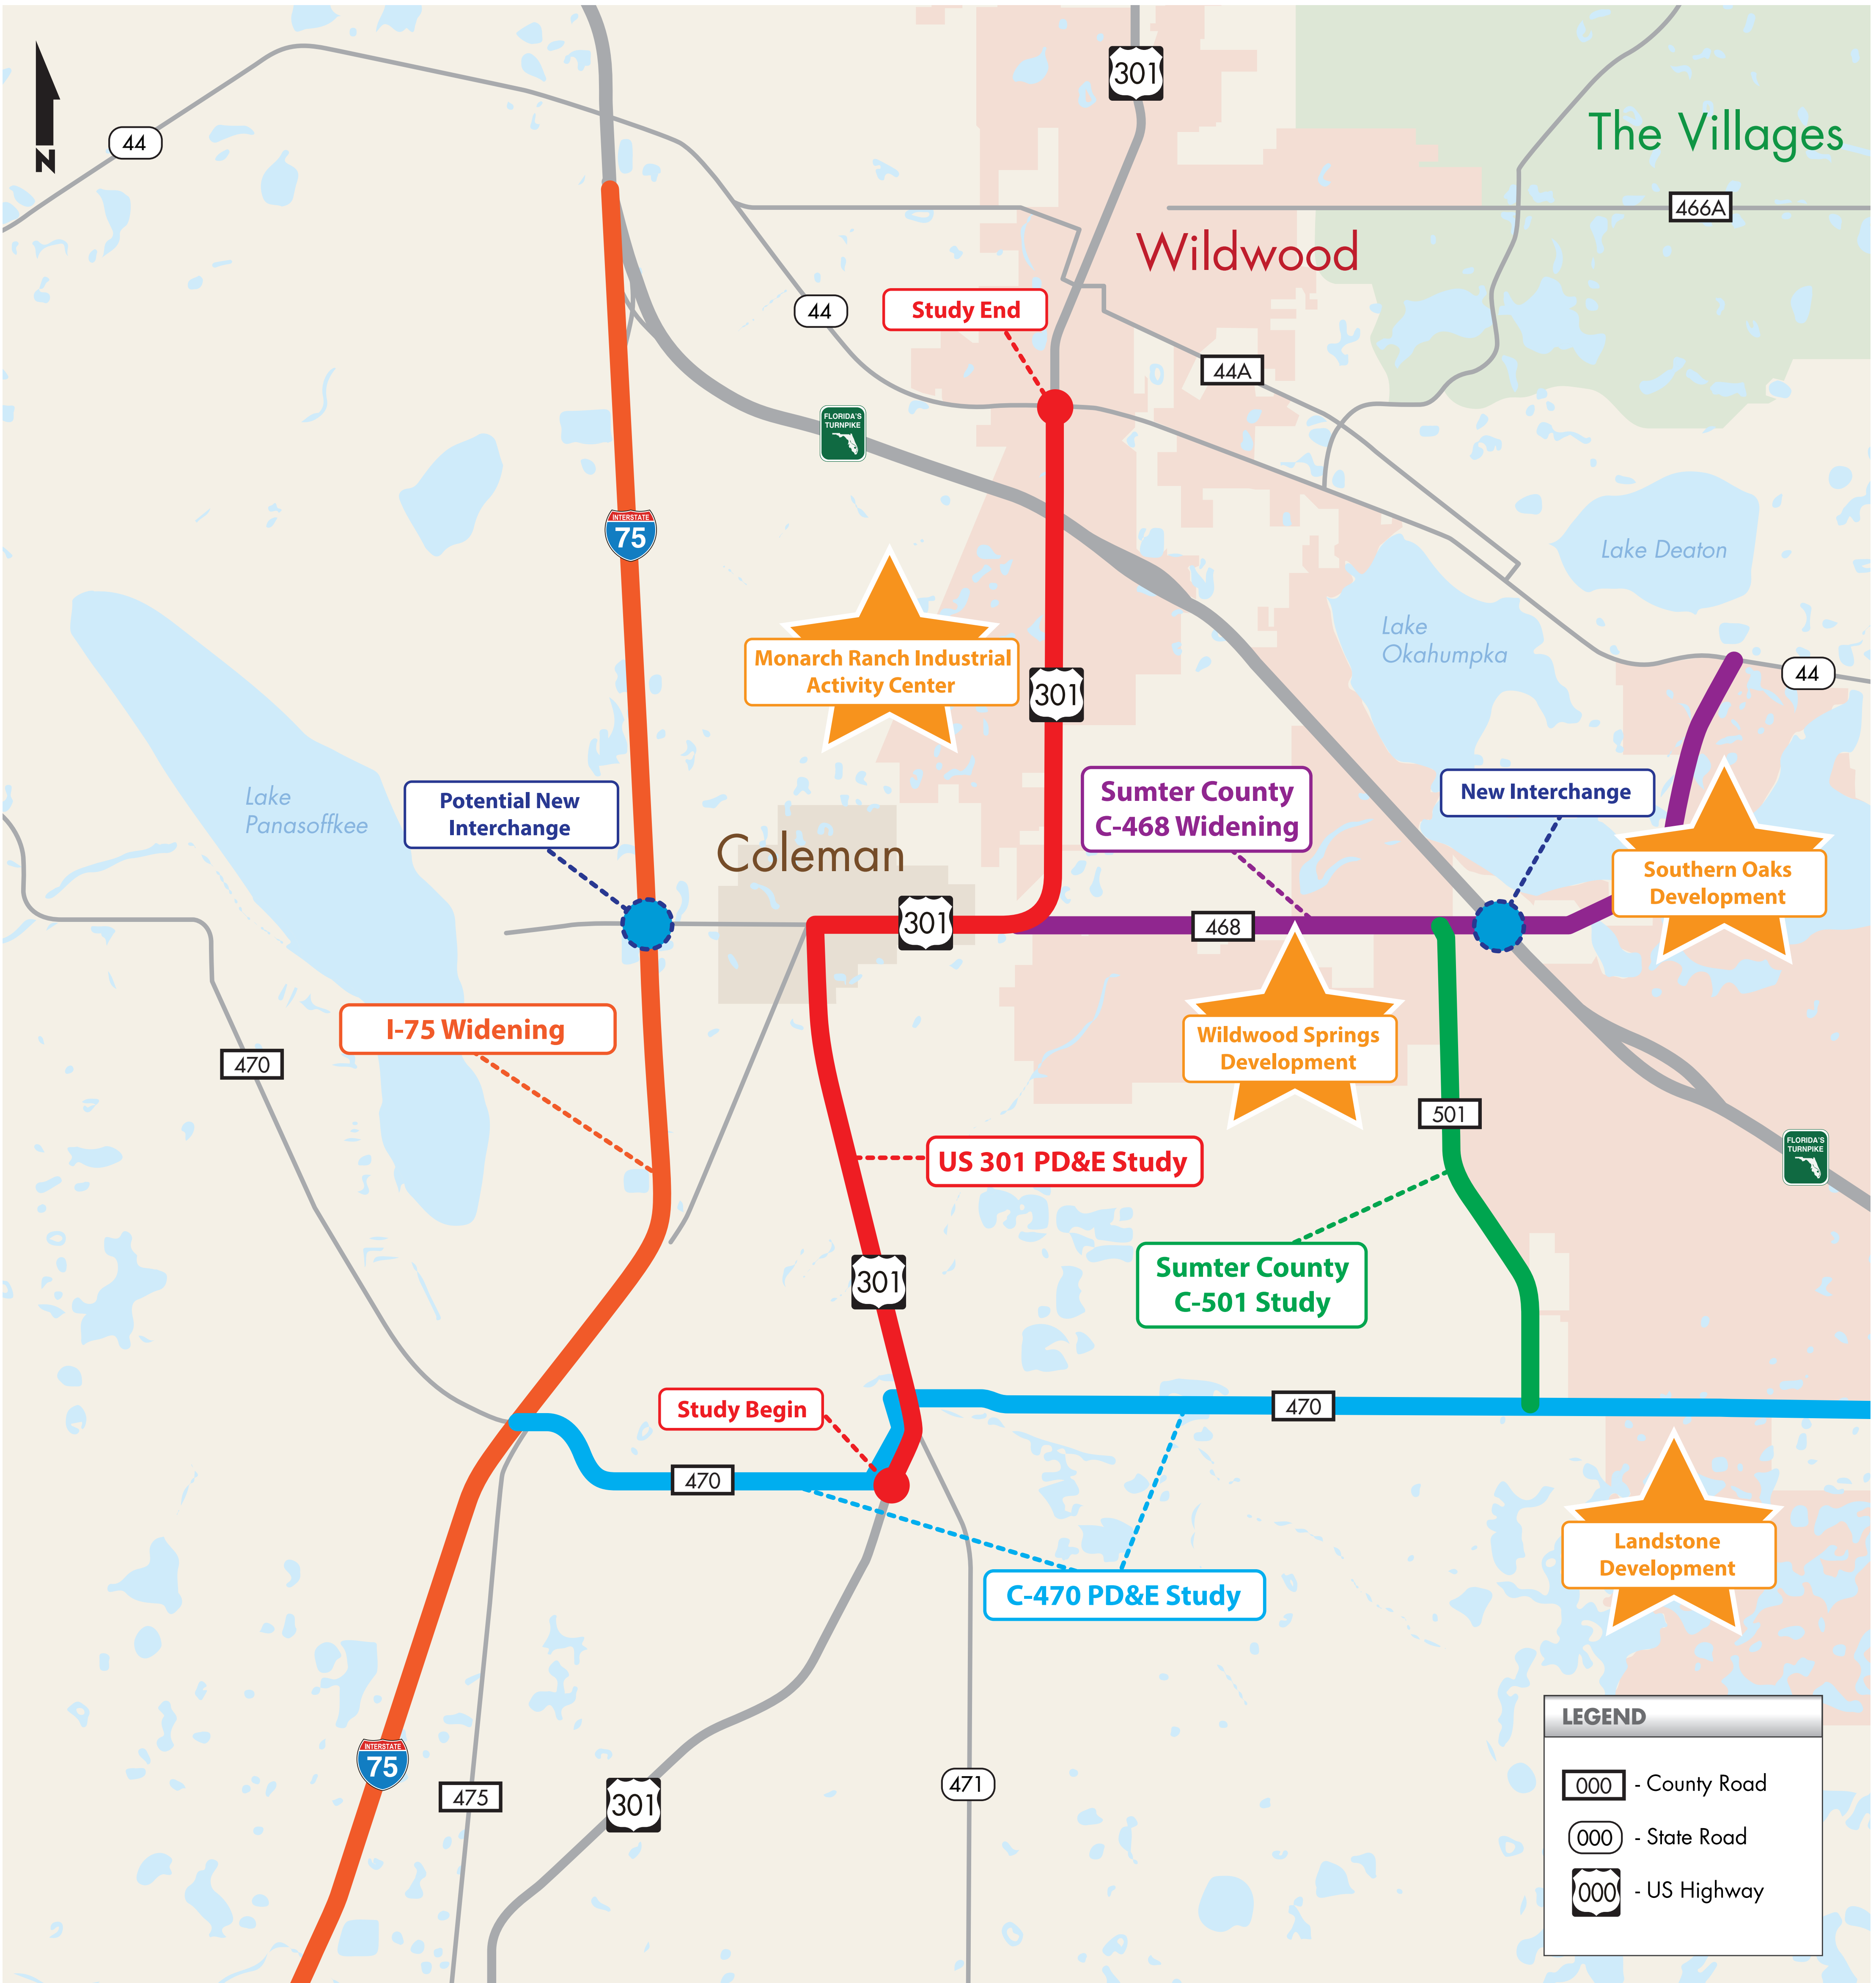 301
The Villages
44
N
466A
Wildwood
Study End
44
44A
FLORIDA'S
TURNPIKE
INTERSTATE
75
Lake Deaton
Lake
Okahumpka
Monarch Ranch Industrial
Activity Center
301
44
Lake
Panasoffkee
Potential New
Interchange
Coleman
Sumter County
C-468 Widening
New Interchange
Southern Oaks
Development
301
468
I-75 Widening
470
Wildwood Springs
Development
501
US 301 PD&E Study
FLORIDA'S
TURNPIKE
301
Sumter County
C-501 Study
Study Begin
470
470
Landstone
Development
C-470 PD&E Study
INTERSTATE
75
475
301
471
LEGEND
000 - County Road
000 - State Road
000 - US Highway